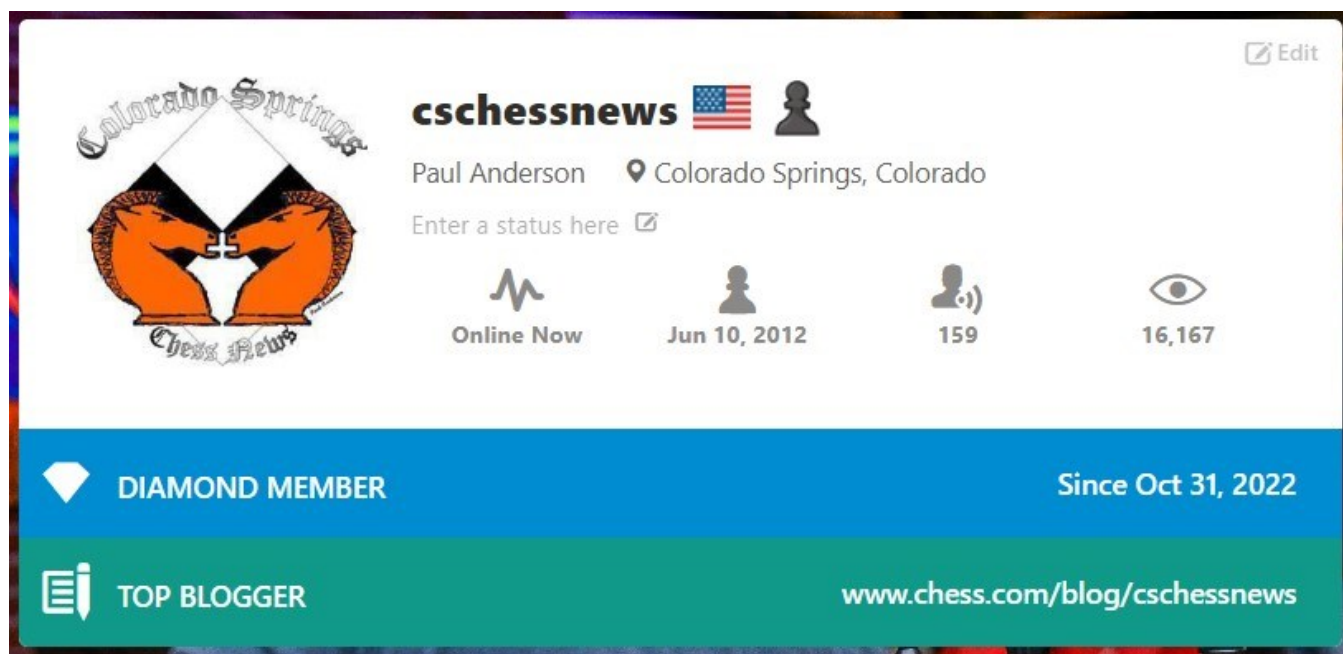 Edit
Colorado Springs
cschessnews
Paul Anderson Colorado Springs, Colorado
Enter a status here
Online Now Jun 10, 2012 159 16,167
Chess News
DIAMOND MEMBER Since Oct 31, 2022
TOP BLOGGER www.chess.com/blog/cschessnews